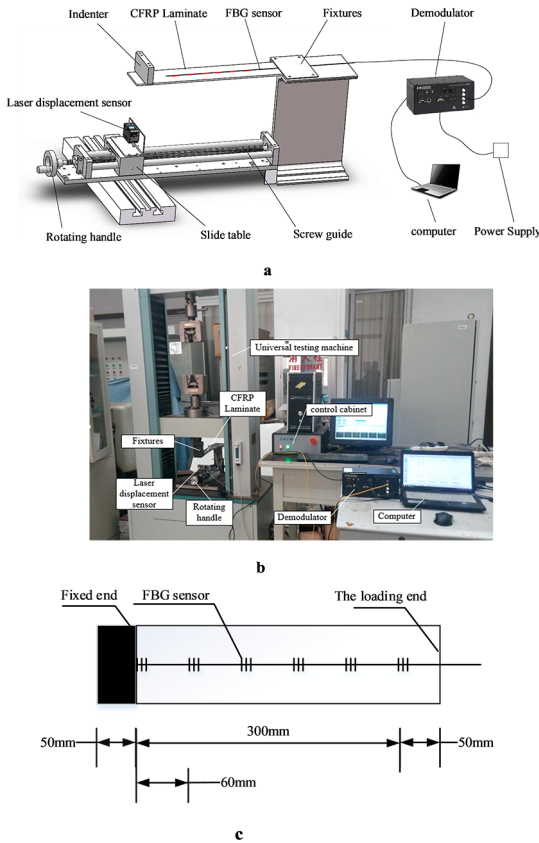 Indenter
CFRP Laminate
FBG sensor
Fixtures
Demodulator
Laser displacement sensor
Rotating handle
Slide table
Screw guide
computer
Power Supply
a
Universal testing machine
CFRP
Laminate
control cabinet
Fixtures
Laser
displacement
sensor
Rotating
handle
Demodulator
Computer
b
Fixed end
FBG sensor
The loading end
50mm
300mm
50mm
60mm
c